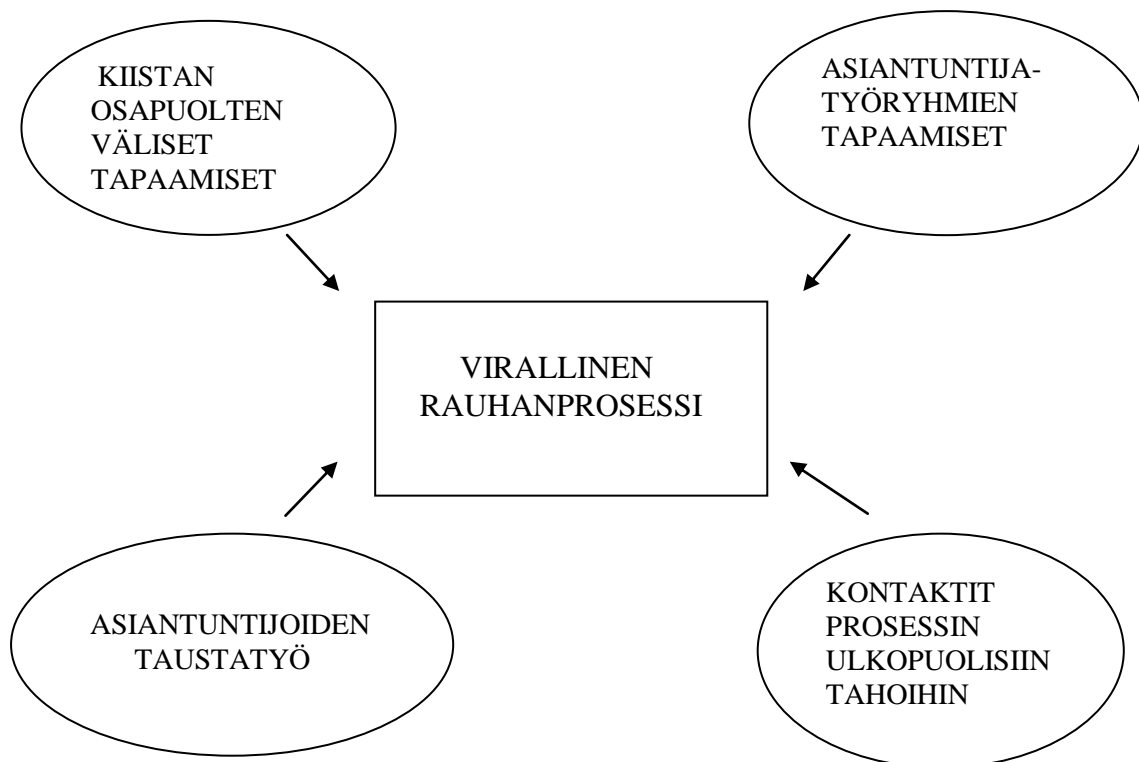 KIISTAN
OSAPUOLTEN
VÄLISET
TAPAAMISET
ASIANTUNTIJA-
TYÖRYHMIEN
TAPAAMISET
VIRALLINEN
RAUHANPROSESSI
ASIANTUNTIJOIDEN
TAUSTATYÖ
KONTAKTIT
PROSESSIN
ULKOPUOLISIIN
TAHOIHIN